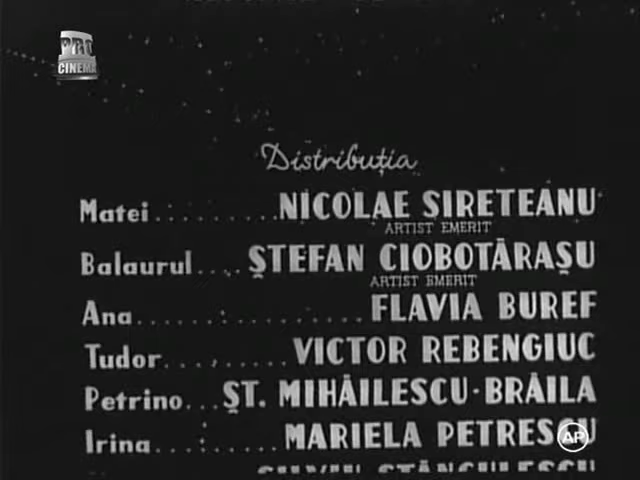 PRO
CINEMA
Distribuția
Matei.........NICOLAE SIRETEANU
ARTIST EMERIT
Balaurul....ȘTEFAN CIOBOTĂRAȘU
ARTIST EMERIT
Ana.................FLAVIA BUREF
Tudor...........VICTOR REBENGIUC
Petrino...ȘT. MIHĂILESCU-BRĂILA
Irina...........MARIELA PETRESCU
AP
STĂNCULESCU